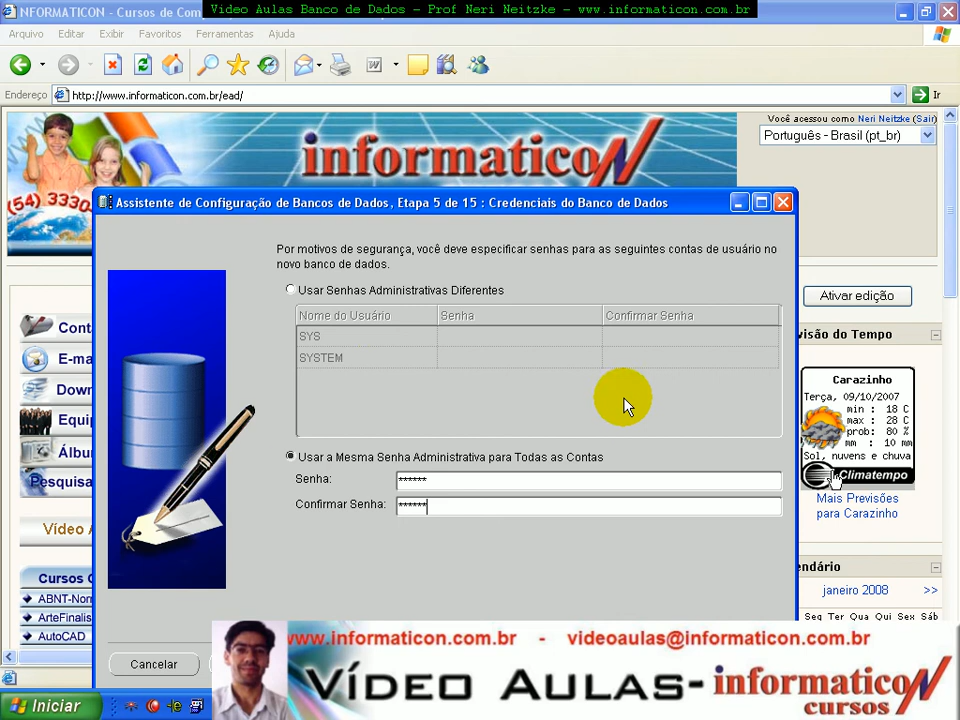 Video Aulas Banco de Dados - Prof Neri Neitzke - www.informaticon.com.br
NFORMATICON - Cursos de Com
Arquivo Editar Exibir Favoritos Ferramentas Ajuda
Endereço http://www.informaticon.com.br/ead/ Ir
Você acessou como Neri Neitzke (Sair)
Português - Brasil (pt_br)
informaticoN
(54) 3330
Assistente de Configuração de Bancos de Dados, Etapa 5 de 15 : Credenciais do Banco de Dados
Por motivos de segurança, você deve especificar senhas para as seguintes contas de usuário no
novo banco de dados.
Usar Senhas Administrativas Diferentes
Nome do Usuário Senha Confirmar Senha
SYS
SYSTEM
Usar a Mesma Senha Administrativa para Todas as Contas
Senha: ******
Confirmar Senha: ******
Cancelar
Cont
E-ma
Down
Equip
Álbu
Pesquisa
Vídeo A
Cursos C
ABNT-Nor
ArteFinalis
AutoCAD
Ativar edição
visão do Tempo
Carazinho
Terça, 09/10/2007
min : 18 C
max : 28 C
prob: 80 %
mm : 10 mm
Sol, nuvens e chuva
Climatempo
Mais Previsões
para Carazinho
endário
janeiro 2008 >>
Seg Ter Qua Qui Sex Sáb
www.informaticon.com.br - videoaulas@informaticon.com.br
Vídeo Aulas- informaticoN
cursos
Iniciar